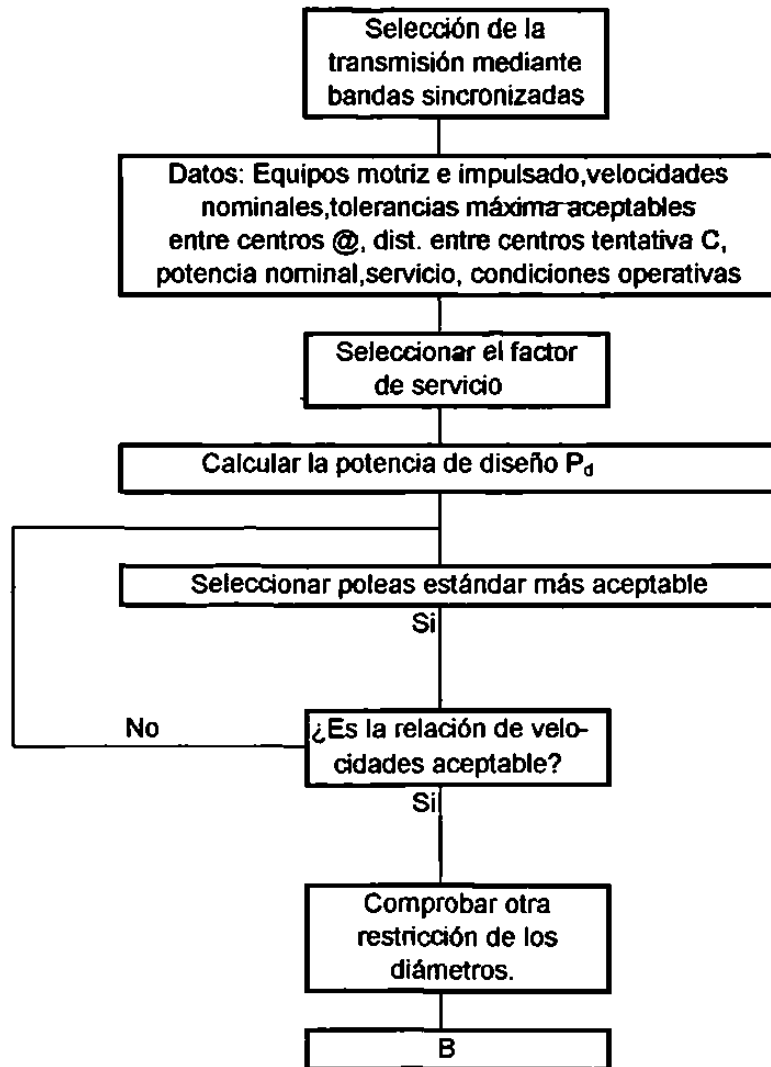 Selección de la
transmisión mediante
bandas sincronizadas
Datos: Equipos motriz e impulsado,velocidades
nominales,tolerancias máxima aceptables
entre centros @, dist. entre centros tentativa C,
potencia nominal,servicio, condiciones operativas
Seleccionar el factor
de servicio
Calcular la potencia de diseño Pd
Seleccionar poleas estándar más aceptable
Si
No
¿Es la relación de velo-
cidades aceptable?
Si
Comprobar otra
restricción de los
diámetros.
B